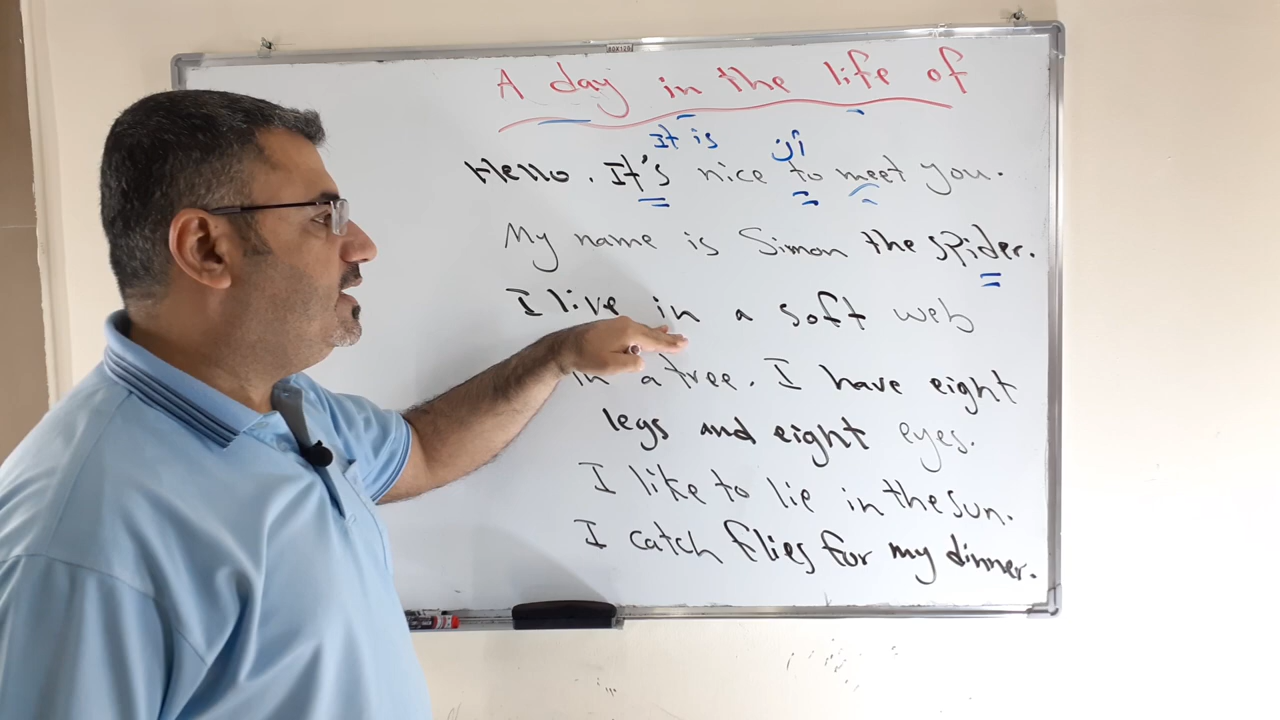 A day in the life of
It is أن
Hello. It's nice to meet you.
My name is Simon the spider.
I live in a soft web
in a tree. I have eight
legs and eight eyes.
I like to lie in the sun.
I catch flies for my dinner.